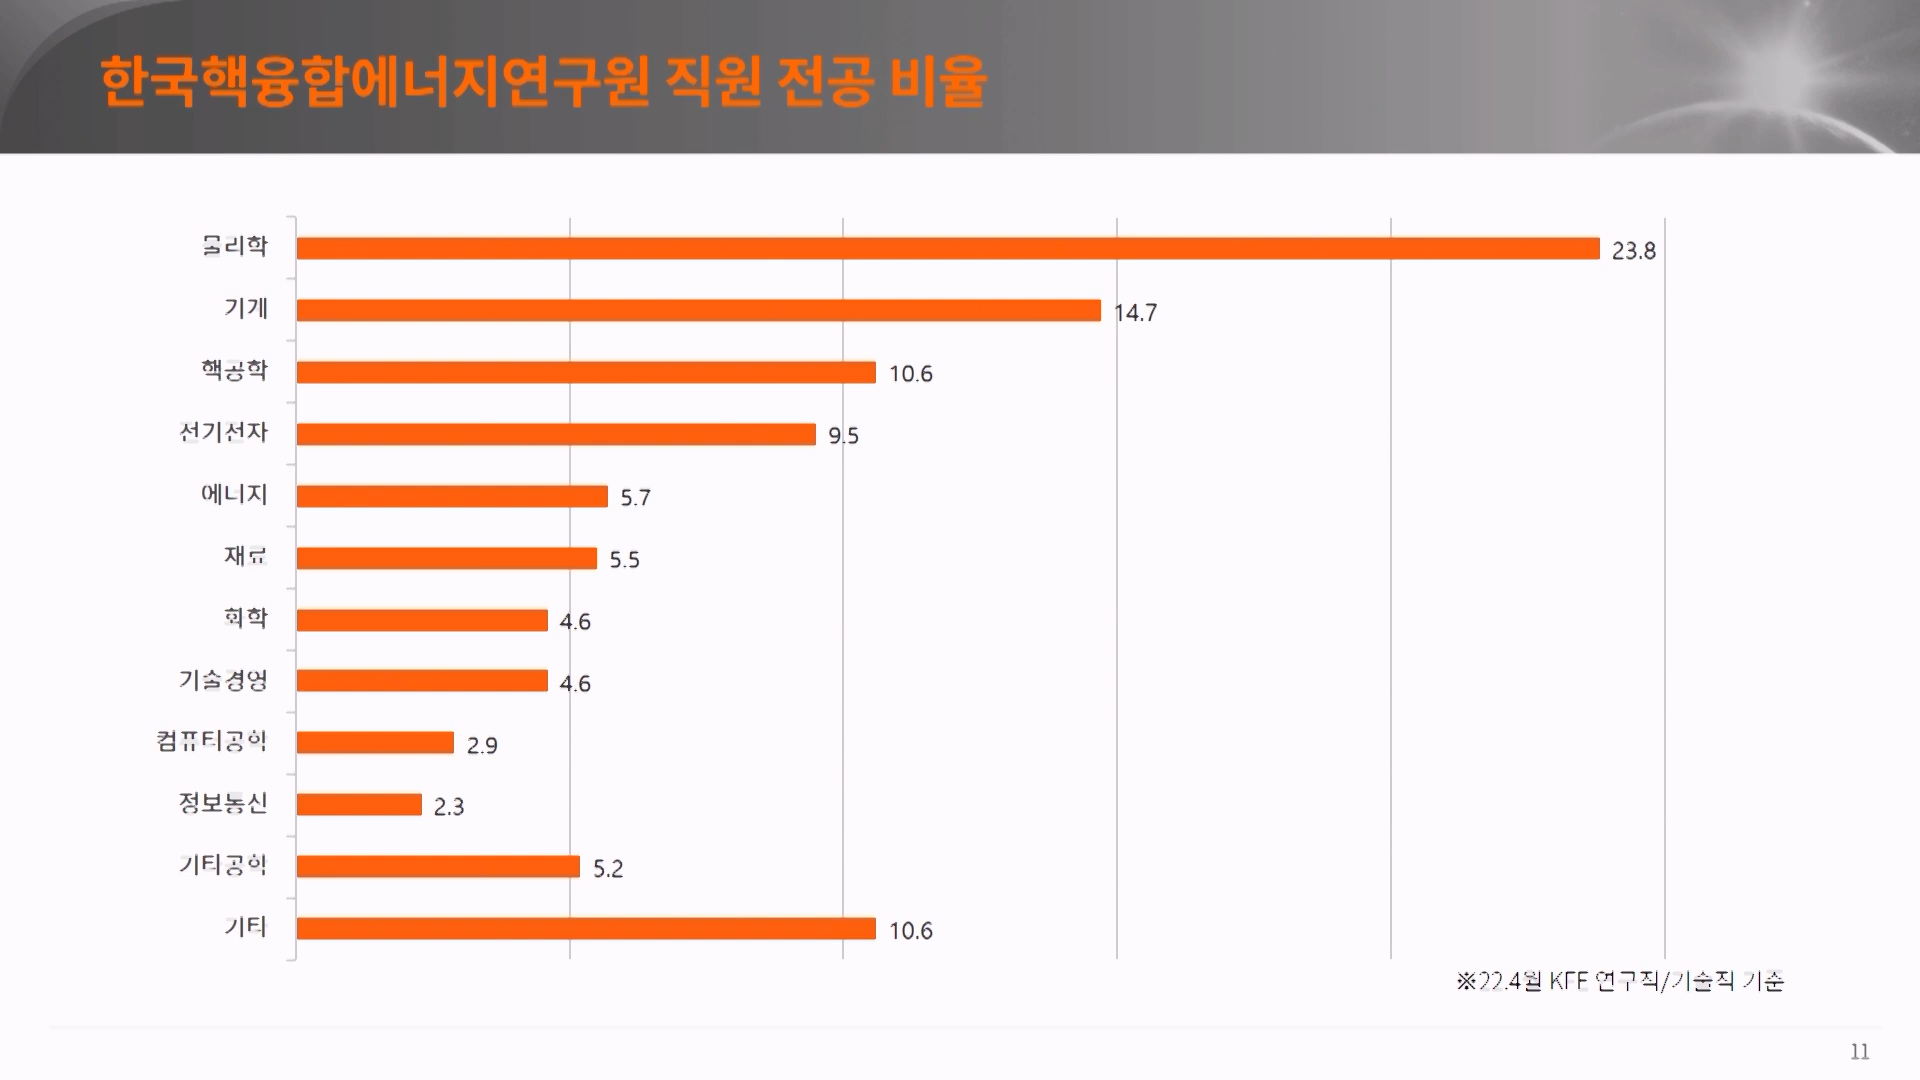 한국핵융합에너지연구원 직원 전공 비율
물리학 23.8
기계 14.7
핵공학 10.6
전기전자 9.5
에너지 5.7
재료 5.5
화학 4.6
기술경영 4.6
컴퓨터공학 2.9
정보통신 2.3
기타공학 5.2
기타 10.6
※22.4월 KFE 연구직/기술직 기준
11